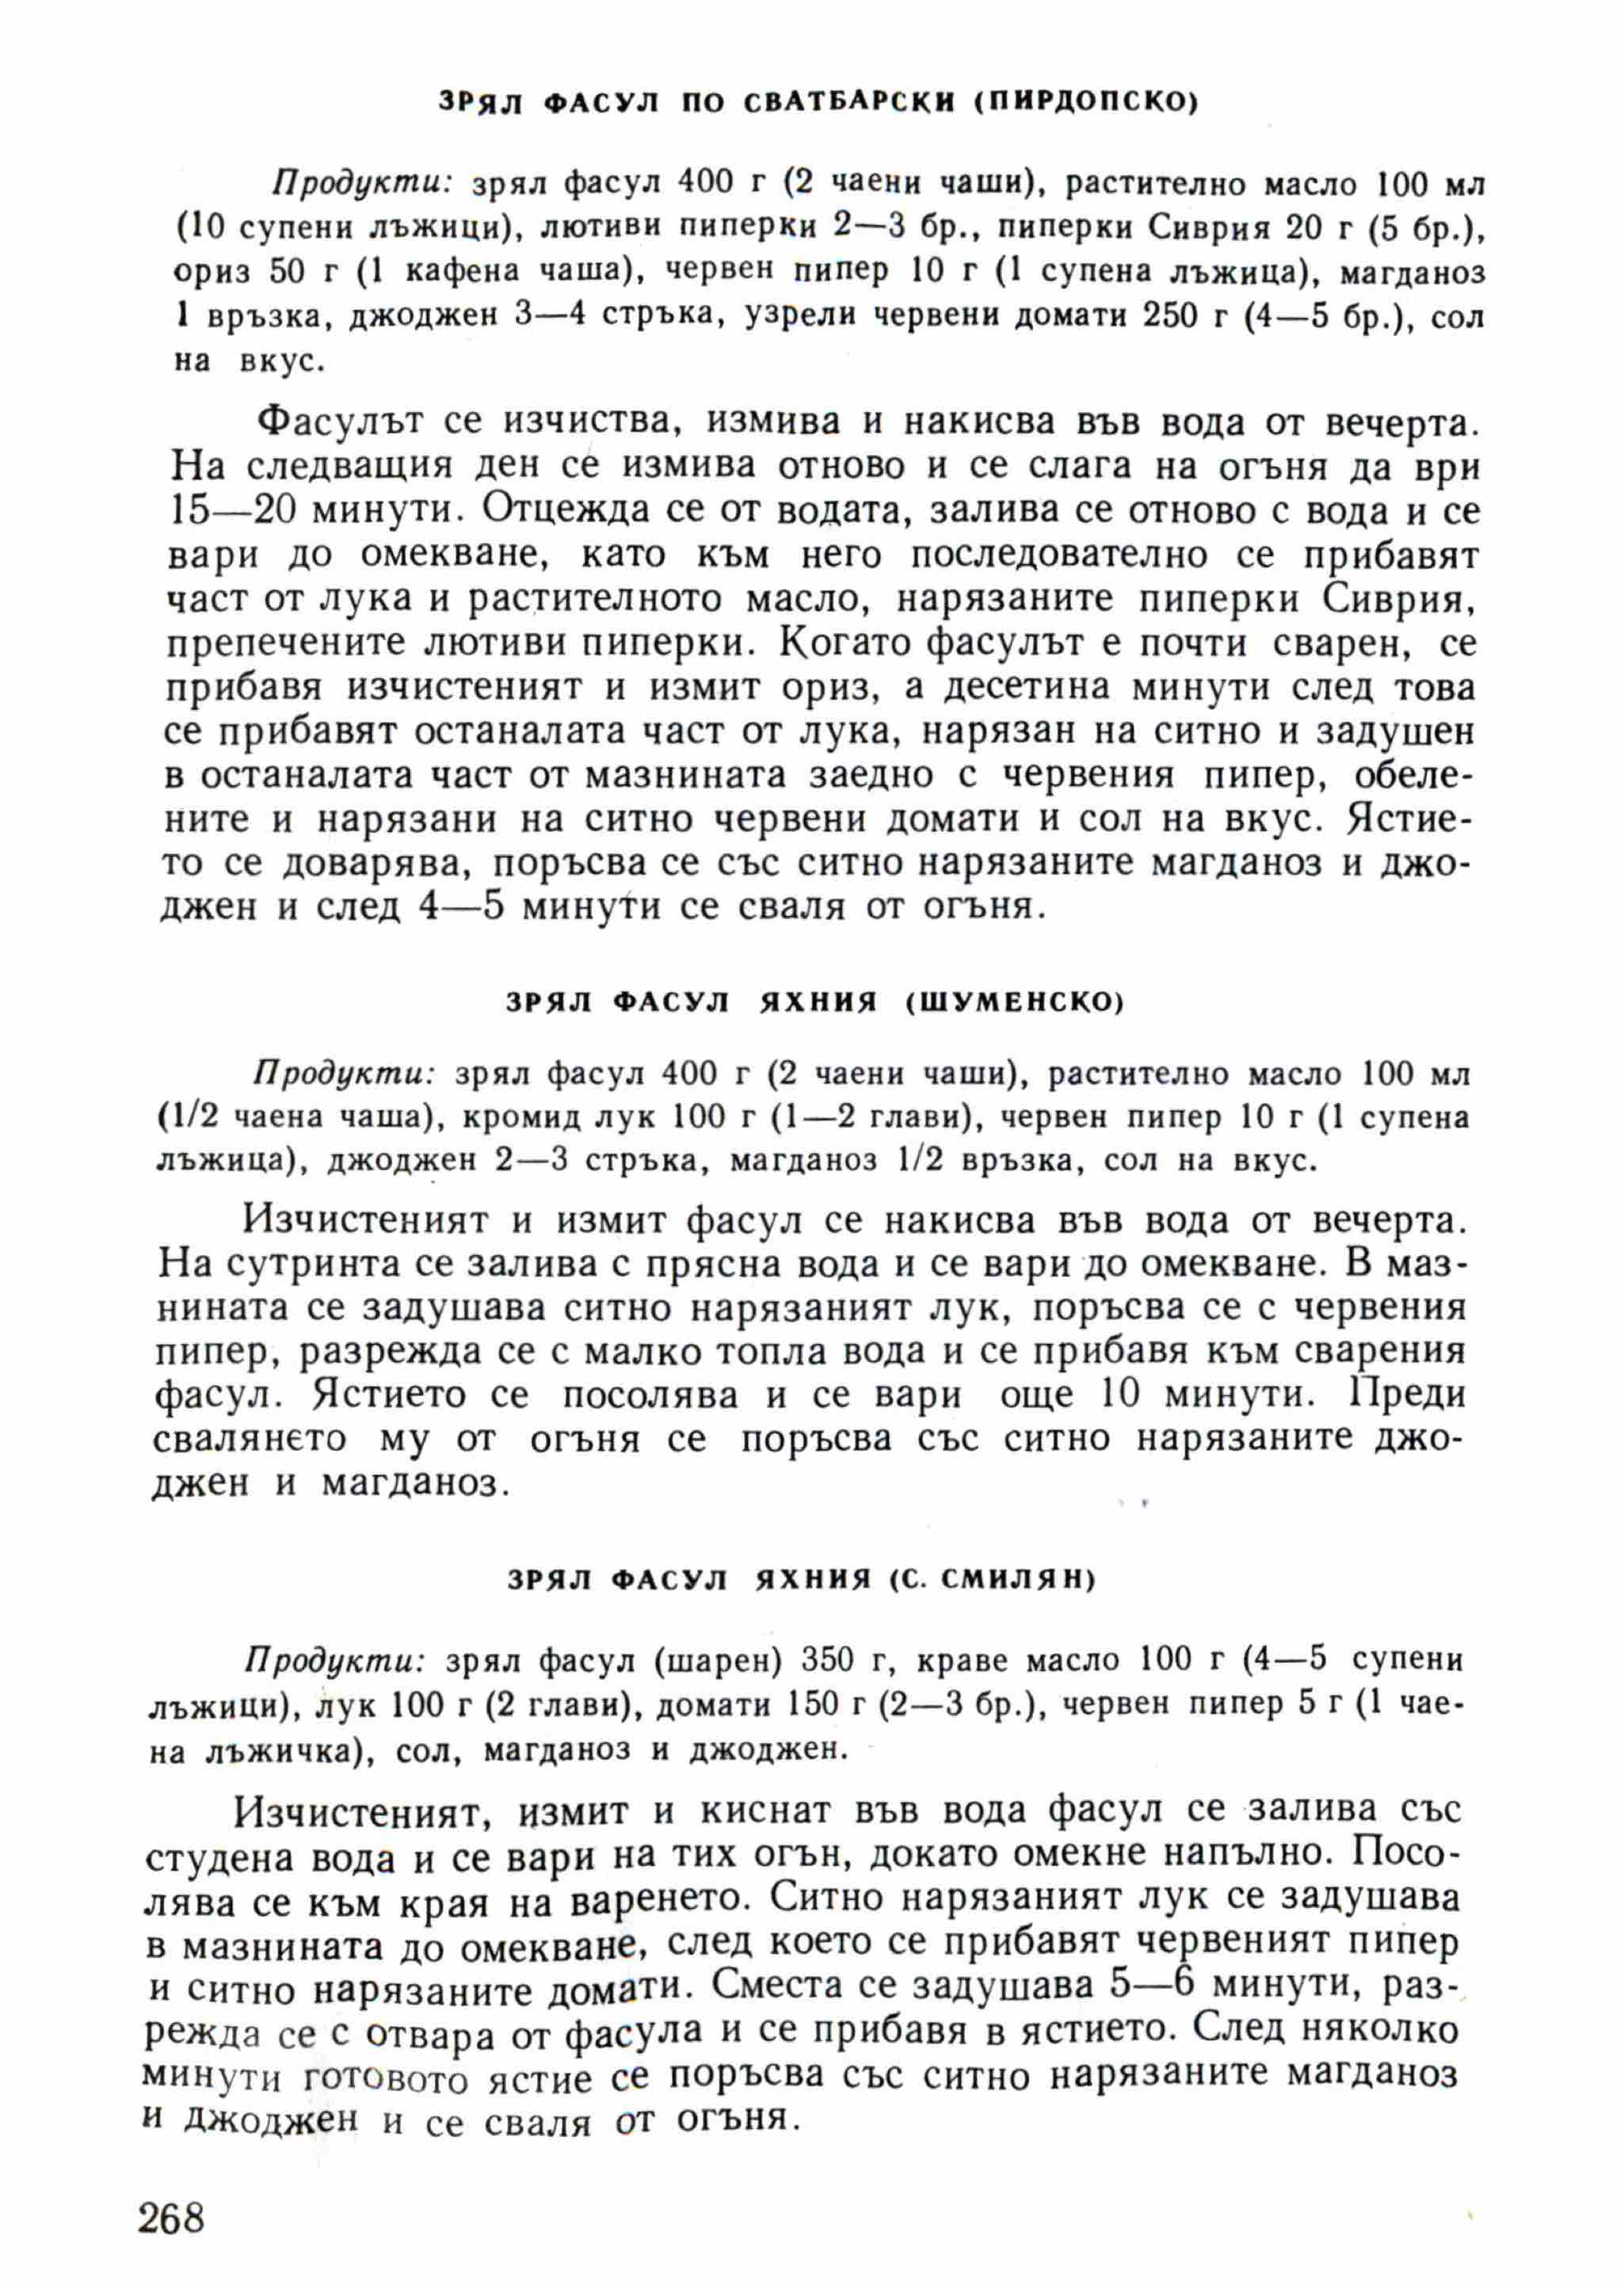 ЗРЯЛ ФАСУЛ ПО СВАТБАРСКИ (ПИРДОПСКО)
Продукти: зрял фасул 400 г (2 чаени чаши), растително масло 100 мл
(10 супени лъжици), лютиви пиперки 2—3 бр., пиперки Сиврия 20 г (5 бр.),
ориз 50 г (1 кафена чаша), червен пипер 10 г (1 супена лъжица), магданоз
1 връзка, джоджен 3—4 стръка, узрели червени домати 250 г (4—5 бр.), сол
на вкус.
Фасулът се изчиства, измива и накисва във вода от вечерта.
На следващия ден се измива отново и се слага на огъня да ври
15—20 минути. Отцежда се от водата, залива се отново с вода и се
вари до омекване, като към него последователно се прибавят
част от лука и растителното масло, нарязаните пиперки Сиврия,
препечените лютиви пиперки. Когато фасулът е почти сварен, се
прибавя изчистеният и измит ориз, а десетина минути след това
се прибавят останалата част от лука, нарязан на ситно и задушен
в останалата част от мазнината заедно с червения пипер, обеле-
ните и нарязани на ситно червени домати и сол на вкус. Ястие-
то се доварява, поръсва се със ситно нарязаните магданоз и джо-
джен и след 4—5 минути се сваля от огъня.
ЗРЯЛ ФАСУЛ ЯХНИЯ (ШУМЕНСКО)
Продукти: зрял фасул 400 г (2 чаени чаши), растително масло 100 мл
(1/2 чаена чаша), кромид лук 100 г (1—2 глави), червен пипер 10 г (1 супена
лъжица), джоджен 2—3 стръка, магданоз 1/2 връзка, сол на вкус.
Изчистеният и измит фасул се накисва във вода от вечерта.
На сутринта се залива с прясна вода и се вари до омекване. В маз-
нината се задушава ситно нарязаният лук, поръсва се с червения
пипер, разрежда се с малко топла вода и се прибавя към сварения
фасул. Ястието се посолява и се вари още 10 минути. Преди
свалянето му от огъня се поръсва със ситно нарязаните джо-
джен и магданоз.
ЗРЯЛ ФАСУЛ ЯХНИЯ (С. СМИЛЯН)
Продукти: зрял фасул (шарен) 350 г, краве масло 100 г (4—5 супени
лъжици), лук 100 г (2 глави), домати 150 г (2—3 бр.), червен пипер 5 г (1 чае-
на лъжичка), сол, магданоз и джоджен.
Изчистеният, измит и киснат във вода фасул се залива със
студена вода и се вари на тих огън, докато омекне напълно. Посо-
лява се към края на варенето. Ситно нарязаният лук се задушава
в мазнината до омекване, след което се прибавят червеният пипер
и ситно нарязаните домати. Сместа се задушава 5—6 минути, раз-
режда се с отвара от фасула и се прибавя в ястието. След няколко
минути готовото ястие се поръсва със ситно нарязаните магданоз
и джоджен и се сваля от огъня.
268